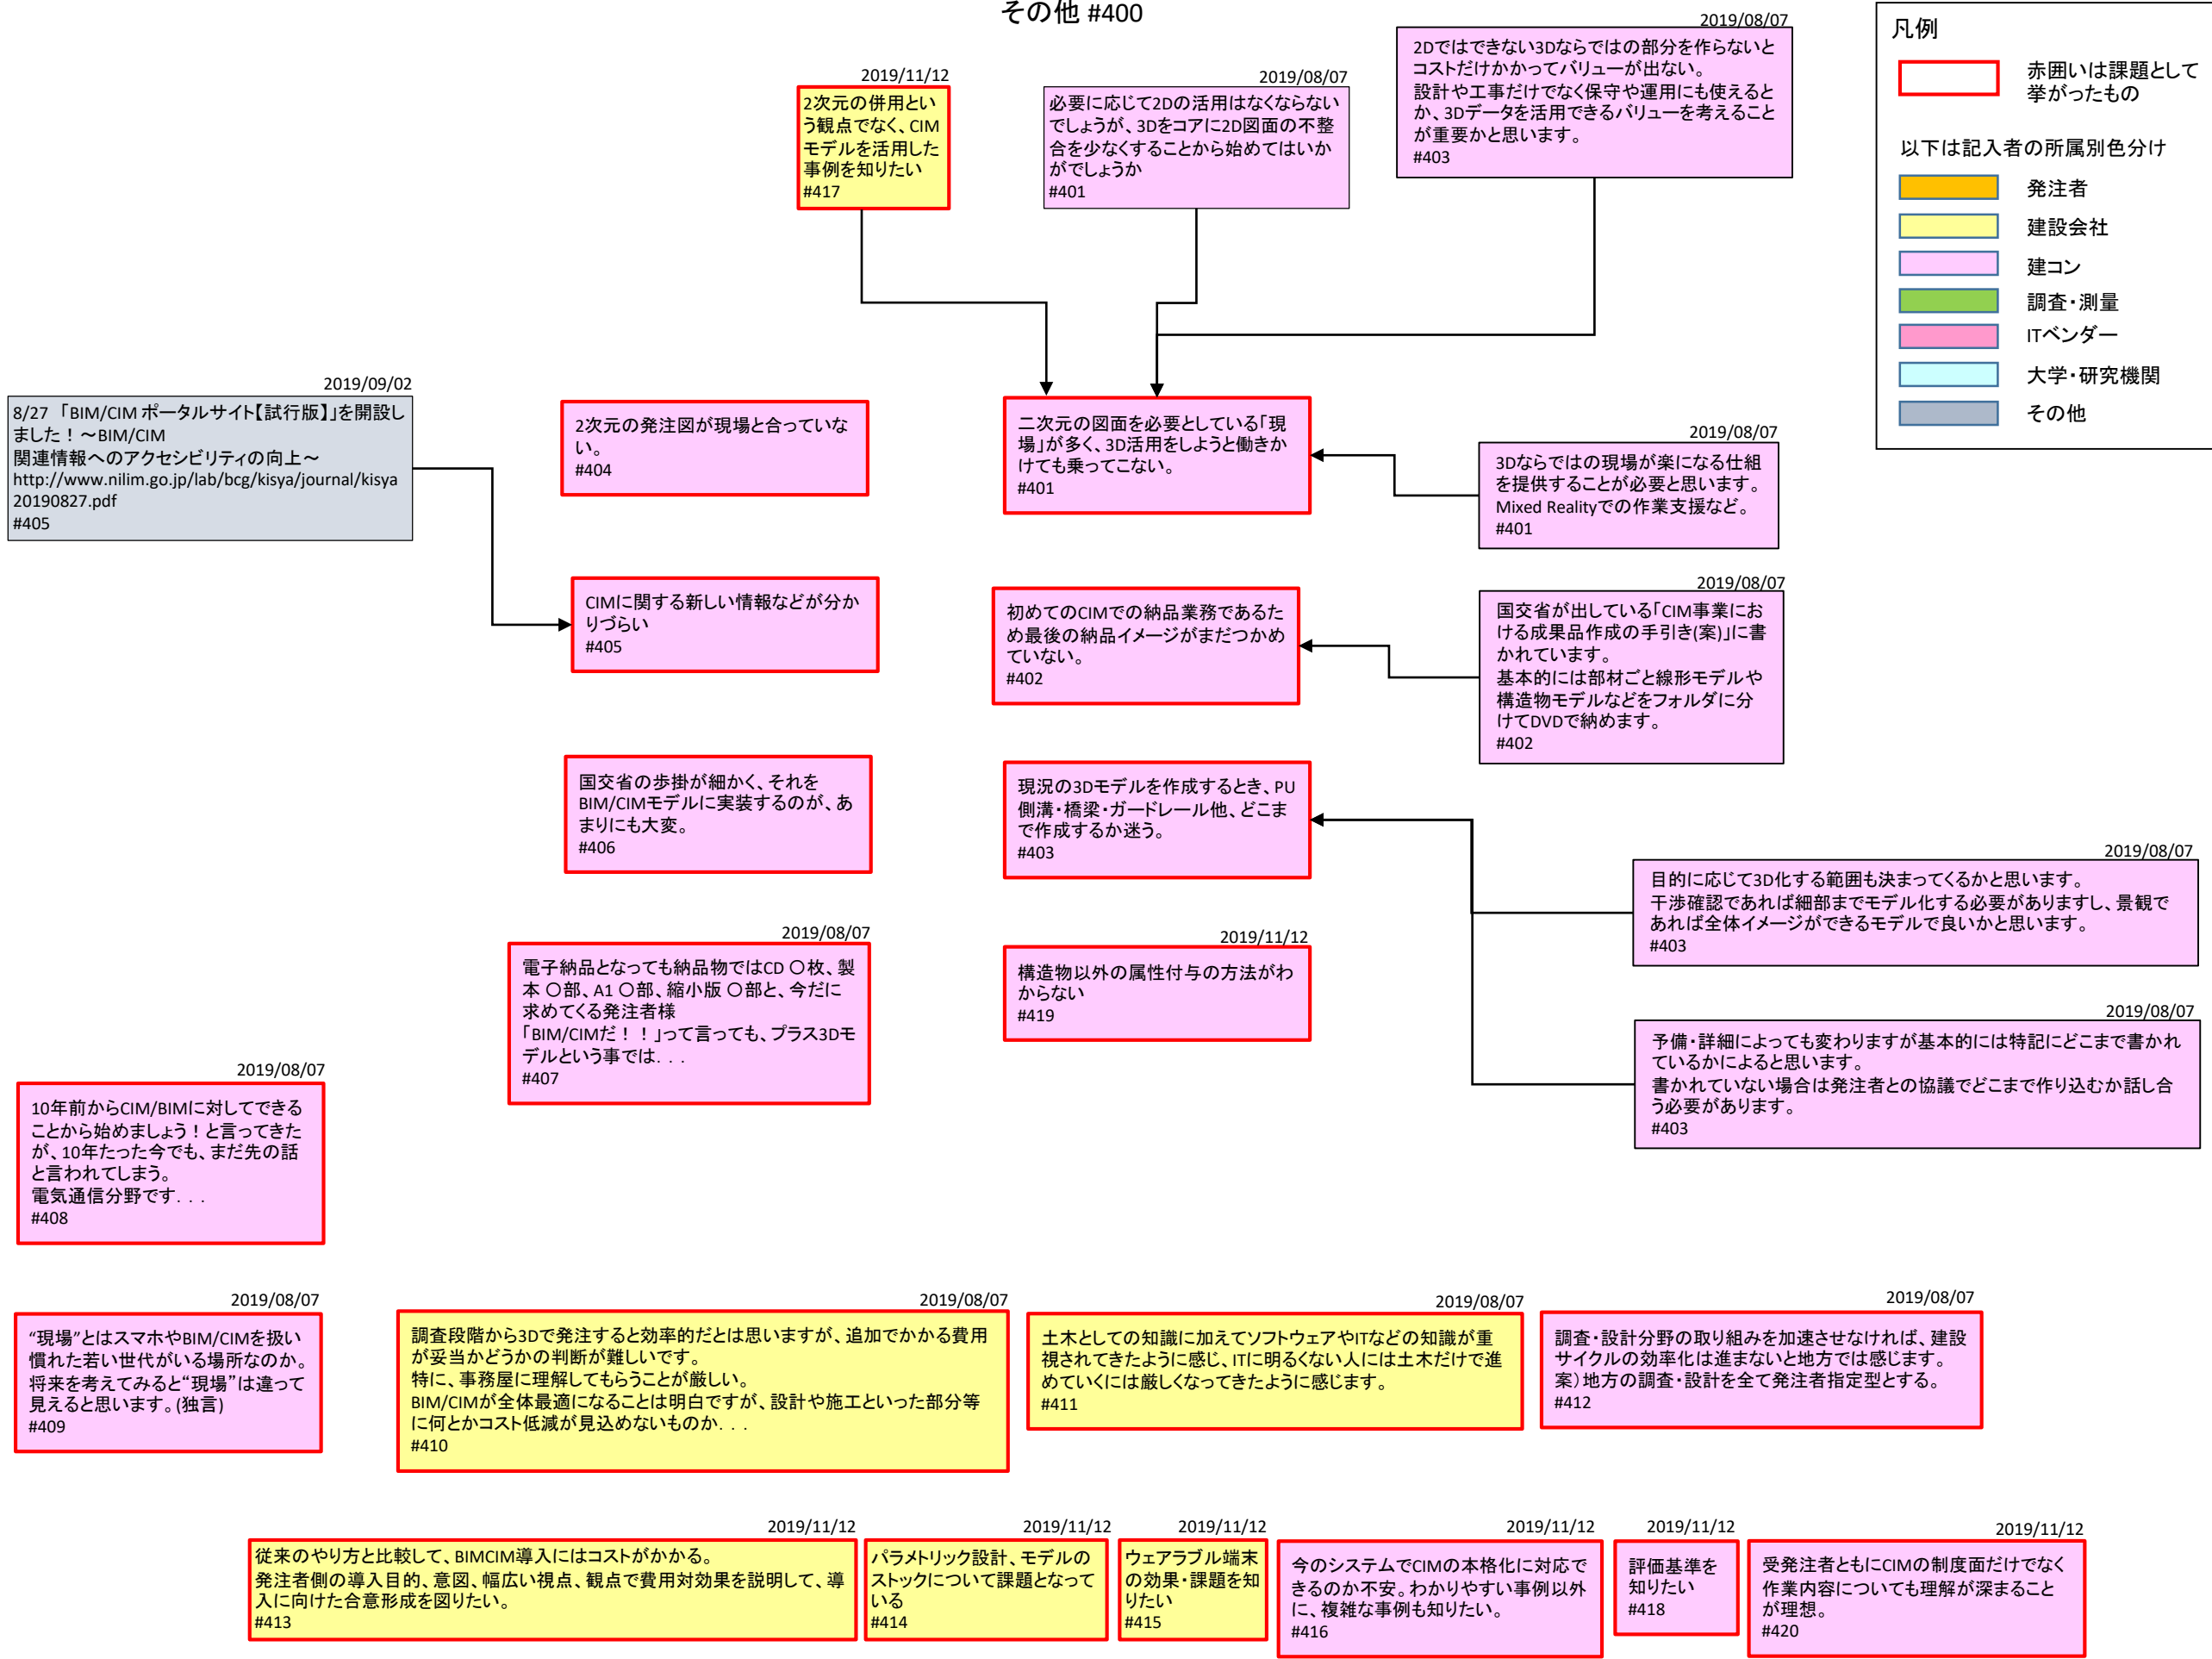 その他 #400
2019/11/12
2次元の併用とい
う観点でなく、CIM
モデルを活用した
事例を知りたい
#417
2019/08/07
必要に応じて2Dの活用はなくならない
でしょうが、3Dをコアに2D図面の不整
合を少なくすることから始めてはいか
がでしょうか
#401
2019/08/07
2Dではできない3Dならではの部分を作らないと
コストだけかかってバリューが出ない。
設計や工事だけでなく保守や運用にも使えると
か、3Dデータを活用できるバリューを考えること
が重要かと思います。
#403
凡例
赤囲いは課題として
挙がったもの
以下は記入者の所属別色分け
発注者
建設会社
建コン
調査・測量
ITベンダー
大学・研究機関
その他
2019/09/02
8/27 「BIM/CIM ポータルサイト【試行版】」を開設し
ました！～BIM/CIM
関連情報へのアクセシビリティの向上～
http://www.nilim.go.jp/lab/bcg/kisya/journal/kisya
20190827.pdf
#405
2次元の発注図が現場と合っていな
い。
#404
二次元の図面を必要としている「現
場」が多く、3D活用をしようと働きか
けても乗ってこない。
#401
2019/08/07
3Dならではの現場が楽になる仕組
を提供することが必要と思います。
Mixed Realityでの作業支援など。
#401
CIMに関する新しい情報などが分か
りづらい
#405
初めてのCIMでの納品業務であるた
め最後の納品イメージがまだつかめ
ていない。
#402
2019/08/07
国交省が出している「CIM事業にお
ける成果品作成の手引き(案)」に書
かれています。
基本的には部材ごと線形モデルや
構造物モデルなどをフォルダに分
けてDVDで納めます。
#402
国交省の歩掛が細かく、それを
BIM/CIMモデルに実装するのが、あ
まりにも大変。
#406
現況の3Dモデルを作成するとき、PU
側溝・橋梁・ガードレール他、どこま
で作成するか迷う。
#403
2019/08/07
目的に応じて3D化する範囲も決まってくるかと思います。
干渉確認であれば細部までモデル化する必要がありますし、景観で
あれば全体イメージができるモデルで良いかと思います。
#403
2019/08/07
電子納品となっても納品物ではCD 〇枚、製
本 〇部、A1 〇部、縮小版 〇部と、今だに
求めてくる発注者様
「BIM/CIMだ！！」って言っても、プラス3Dモ
デルという事では．．．
#407
2019/11/12
構造物以外の属性付与の方法がわ
からない
#419
2019/08/07
予備・詳細によっても変わりますが基本的には特記にどこまで書かれ
ているかによると思います。
書かれていない場合は発注者との協議でどこまで作り込むか話し合
う必要があります。
#403
2019/08/07
10年前からCIM/BIMに対してできる
ことから始めましょう！と言ってきた
が、10年たった今でも、まだ先の話
と言われてしまう。
電気通信分野です．．．
#408
2019/08/07
“現場”とはスマホやBIM/CIMを扱い
慣れた若い世代がいる場所なのか。
将来を考えてみると“現場”は違って
見えると思います。(独言)
#409
2019/08/07
調査段階から3Dで発注すると効率的だとは思いますが、追加でかかる費用
が妥当かどうかの判断が難しいです。
特に、事務屋に理解してもらうことが厳しい。
BIM/CIMが全体最適になることは明白ですが、設計や施工といった部分等
に何とかコスト低減が見込めないものか．．．
#410
2019/08/07
土木としての知識に加えてソフトウェアやITなどの知識が重
視されてきたように感じ、ITに明るくない人には土木だけで進
めていくには厳しくなってきたように感じます。
#411
2019/08/07
調査・設計分野の取り組みを加速させなければ、建設
サイクルの効率化は進まないと地方では感じます。
案）地方の調査・設計を全て発注者指定型とする。
#412
2019/11/12
従来のやり方と比較して、BIMCIM導入にはコストがかかる。
発注者側の導入目的、意図、幅広い視点、観点で費用対効果を説明して、導
入に向けた合意形成を図りたい。
#413
2019/11/12
パラメトリック設計、モデルの
ストックについて課題となって
いる
#414
2019/11/12
ウェアラブル端末
の効果・課題を知
りたい
#415
2019/11/12
今のシステムでCIMの本格化に対応で
きるのか不安。わかりやすい事例以外
に、複雑な事例も知りたい。
#416
2019/11/12
評価基準を
知りたい
#418
2019/11/12
受発注者ともにCIMの制度面だけでなく
作業内容についても理解が深まること
が理想。
#420